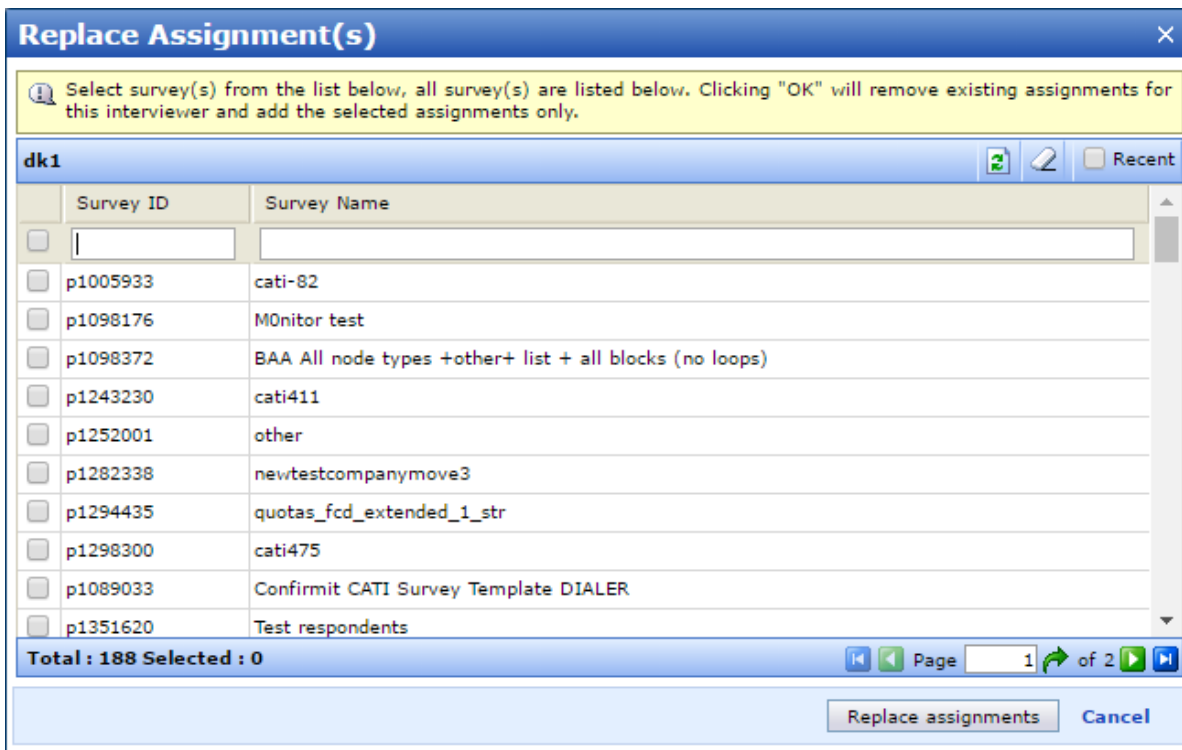 Replace Assignment(s)
Select survey(s) from the list below, all survey(s) are listed below. Clicking "OK" will remove existing assignments for
this interviewer and add the selected assignments only.
dk1 Recent
Survey ID Survey Name
p1005933 cati-82
p1098176 M0nitor test
p1098372 BAA All node types +other+ list + all blocks (no loops)
p1243230 cati411
p1252001 other
p1282338 newtestcompanymove3
p1294435 quotas_fcd_extended_1_str
p1298300 cati475
p1089033 Confirmit CATI Survey Template DIALER
p1351620 Test respondents
Total : 188 Selected : 0 Page 1 of 2
Replace assignments Cancel